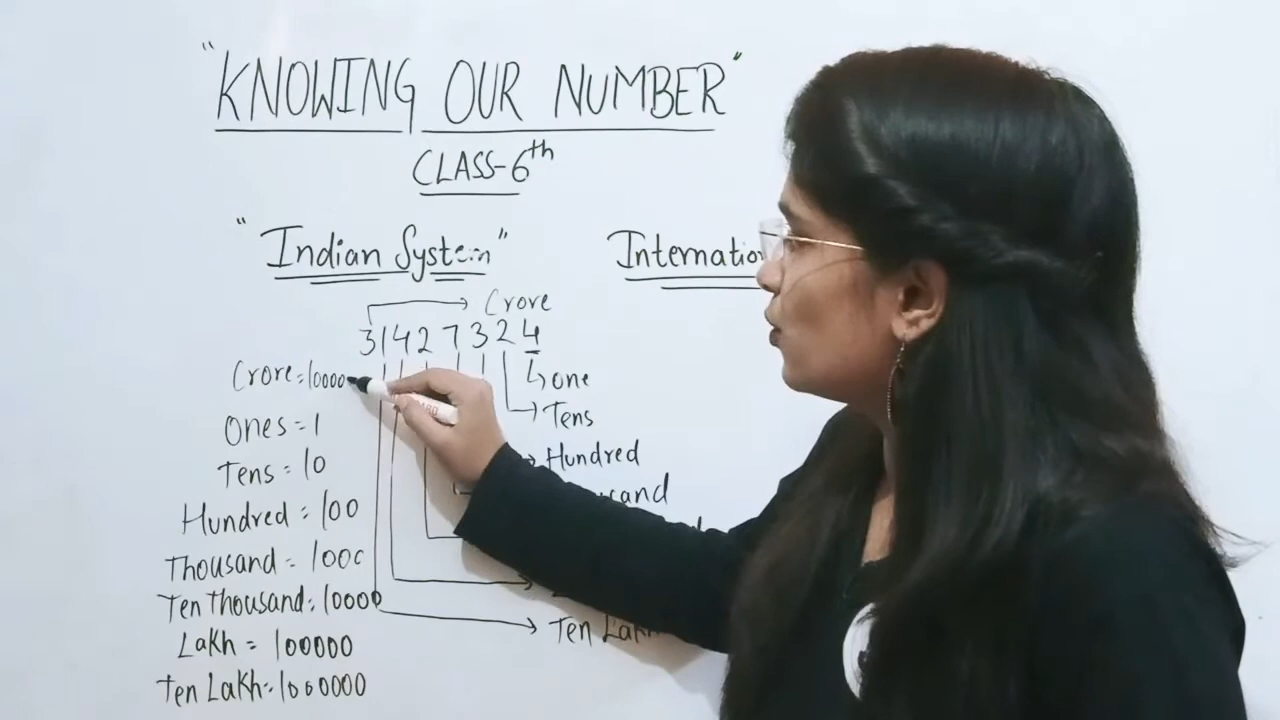 "KNOWING OUR NUMBER"
CLASS-6th
"Indian System"
Internatio
Crore
31427324
Crore=10000
one
Ones=1
Tens
Tens=10
Hundred
Hundred=100
Thousand=1000
Ten Thousand=10000
Lakh=100000
Ten Lakh
Ten Lakh=1000000